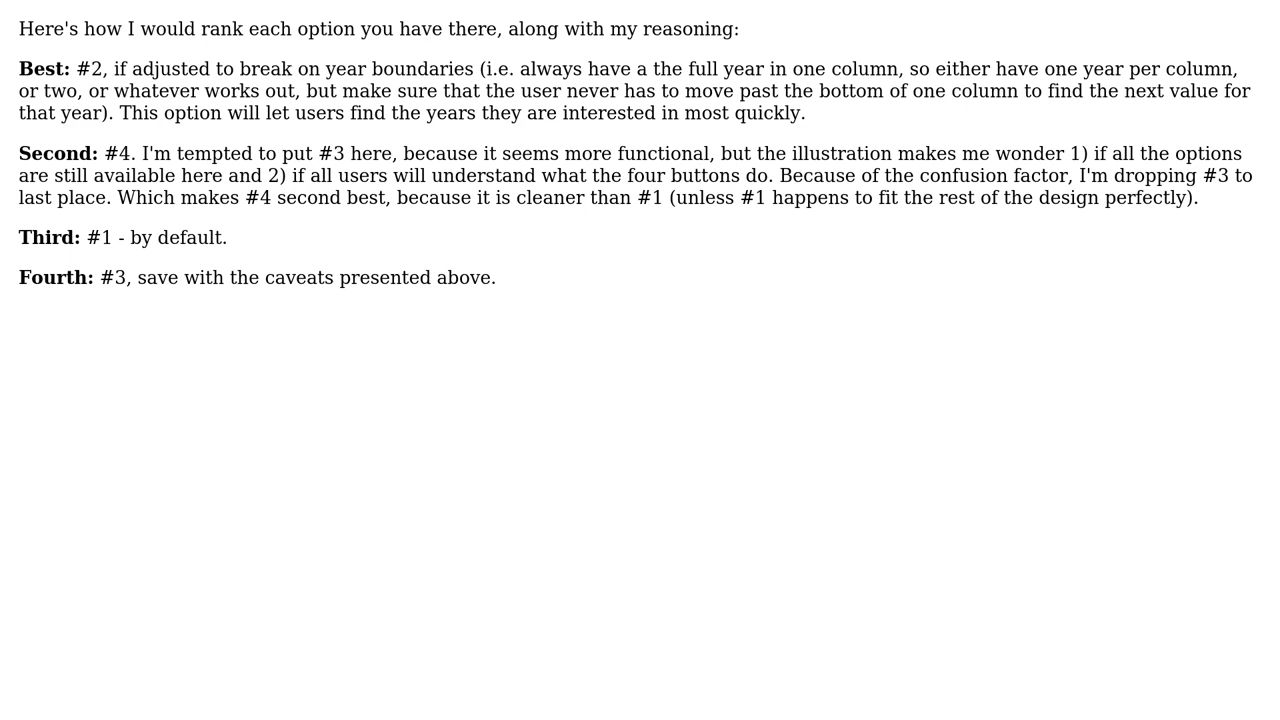 Here's how I would rank each option you have there, along with my reasoning:
Best: #2, if adjusted to break on year boundaries (i.e. always have a the full year in one column, so either have one year per column,
or two, or whatever works out, but make sure that the user never has to move past the bottom of one column to find the next value for
that year). This option will let users find the years they are interested in most quickly.
Second: #4. I'm tempted to put #3 here, because it seems more functional, but the illustration makes me wonder 1) if all the options
are still available here and 2) if all users will understand what the four buttons do. Because of the confusion factor, I'm dropping #3 to
last place. Which makes #4 second best, because it is cleaner than #1 (unless #1 happens to fit the rest of the design perfectly).
Third: #1 - by default.
Fourth: #3, save with the caveats presented above.